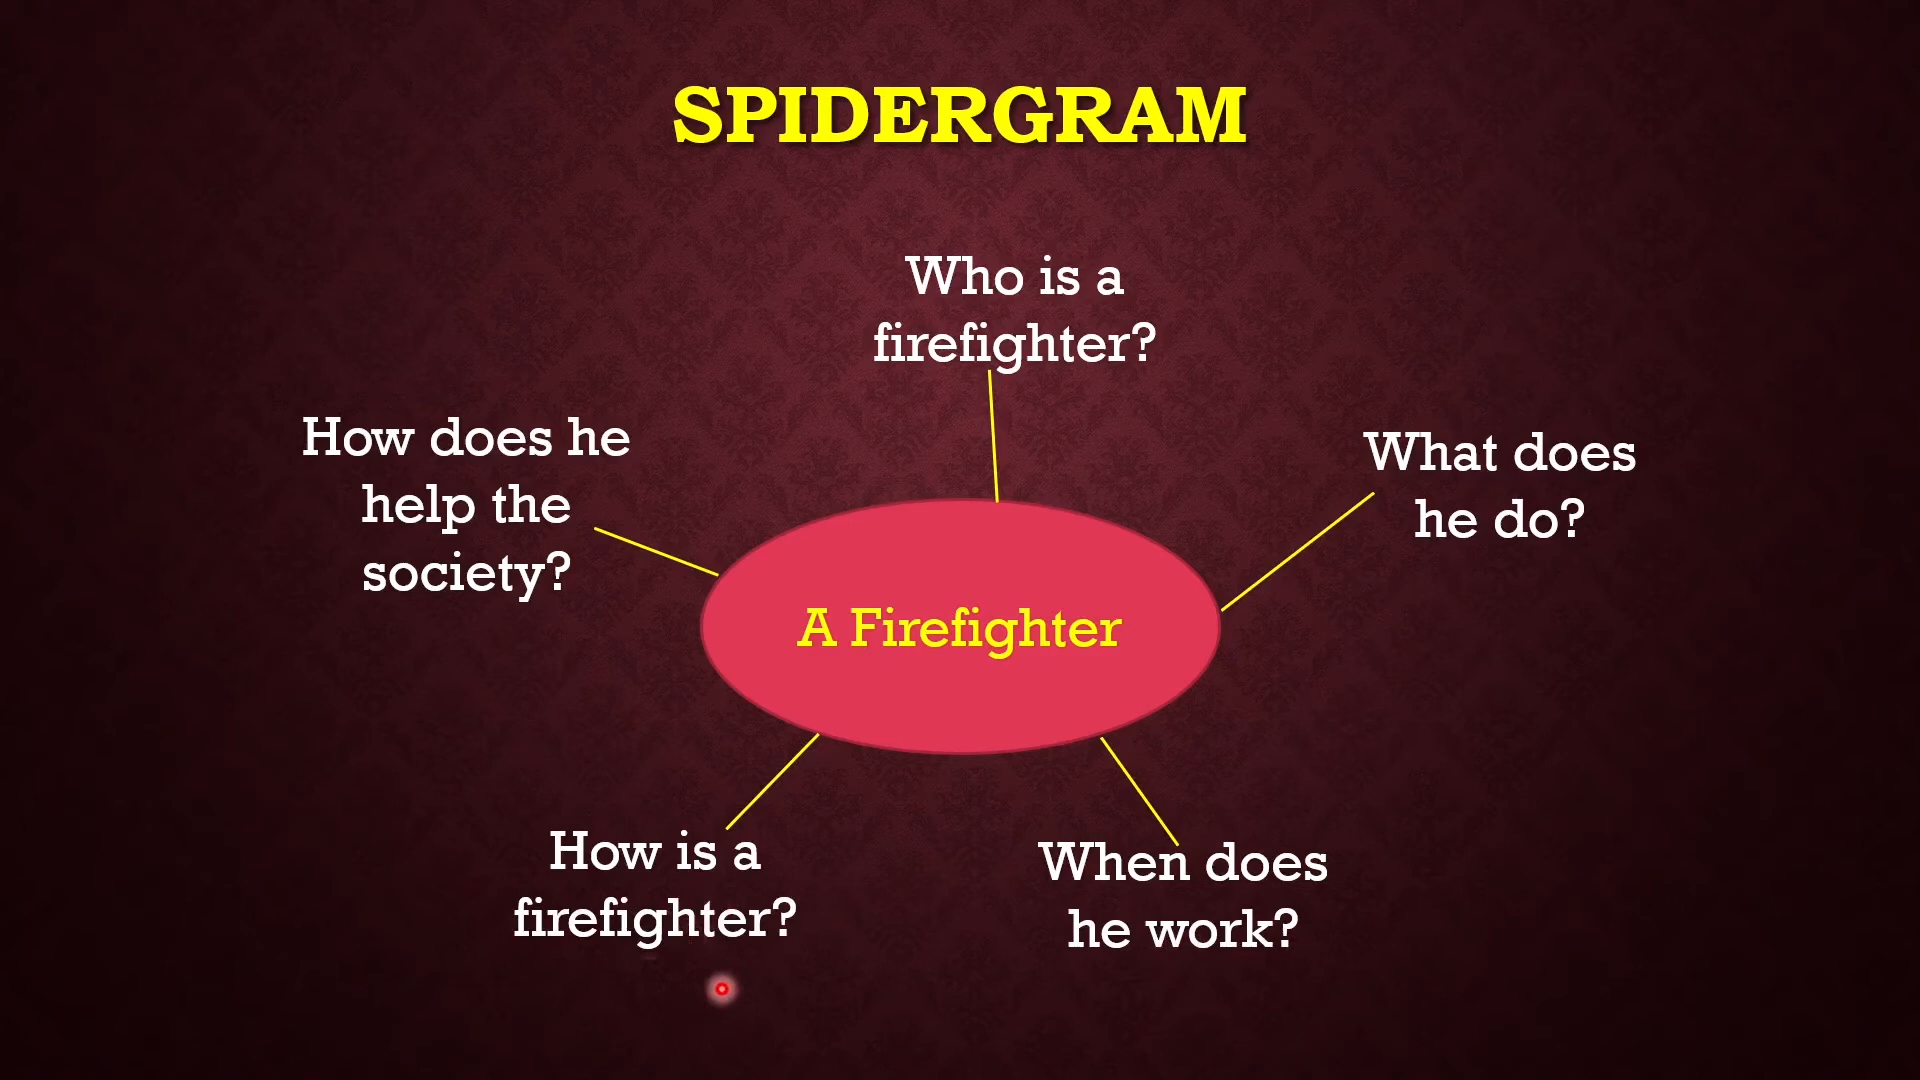 SPIDERGRAM
Who is a
firefighter?
What does
he do?
When does
he work?
How is a
firefighter?
How does he
help the
society?
A Firefighter